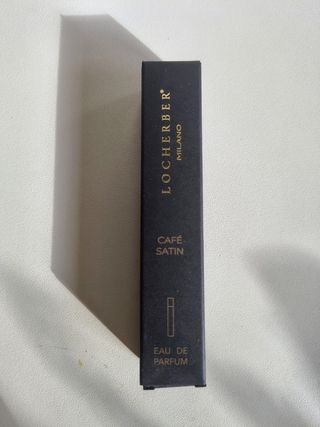 LOCHERBER®
MILANO
CAFÉ
SATIN
EAU DE
PARFUM